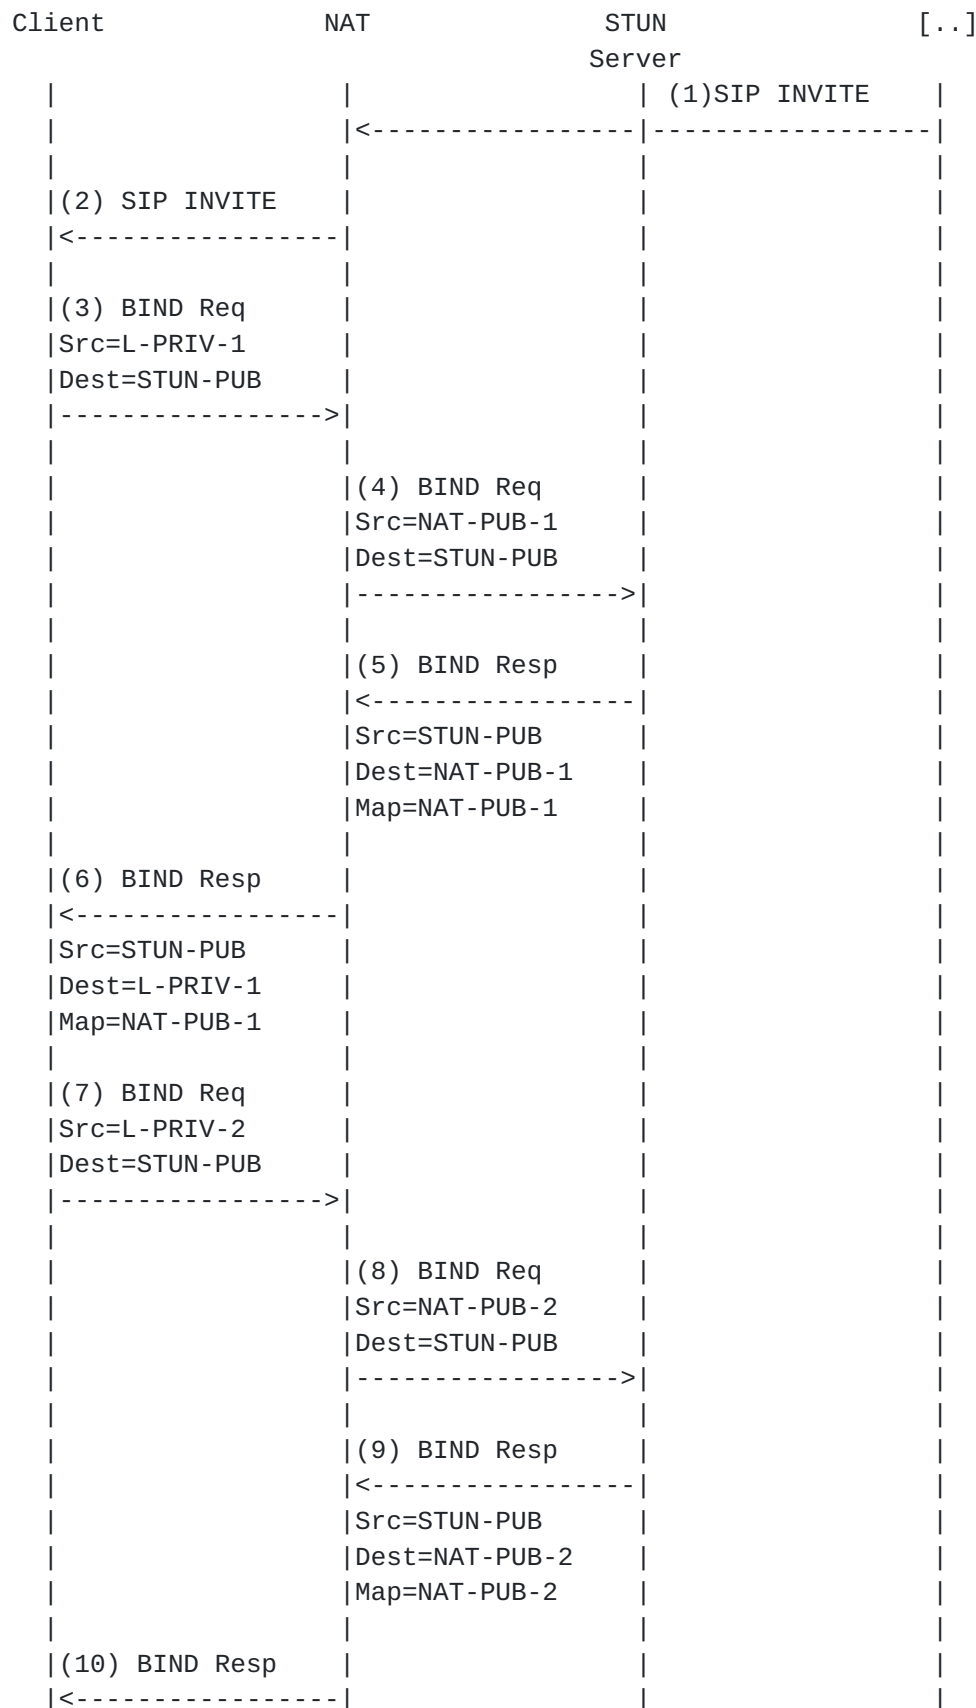 Client              NAT               STUN                [..]
                                     Server
  |                  |                  | (1)SIP INVITE    |
  |                  |<-----------------|------------------|
  |                  |                  |                  |
  |(2) SIP INVITE    |                  |                  |
  |<-----------------|                  |                  |
  |                  |                  |                  |
  |(3) BIND Req      |                  |                  |
  |Src=L-PRIV-1      |                  |                  |
  |Dest=STUN-PUB     |                  |                  |
  |----------------->|                  |                  |
  |                  |                  |                  |
  |                  |(4) BIND Req      |                  |
  |                  |Src=NAT-PUB-1     |                  |
  |                  |Dest=STUN-PUB     |                  |
  |                  |----------------->|                  |
  |                  |                  |                  |
  |                  |(5) BIND Resp     |                  |
  |                  |<-----------------|                  |
  |                  |Src=STUN-PUB      |                  |
  |                  |Dest=NAT-PUB-1    |                  |
  |                  |Map=NAT-PUB-1     |                  |
  |                  |                  |                  |
  |(6) BIND Resp     |                  |                  |
  |<-----------------|                  |                  |
  |Src=STUN-PUB      |                  |                  |
  |Dest=L-PRIV-1     |                  |                  |
  |Map=NAT-PUB-1     |                  |                  |
  |                  |                  |                  |
  |(7) BIND Req      |                  |                  |
  |Src=L-PRIV-2      |                  |                  |
  |Dest=STUN-PUB     |                  |                  |
  |----------------->|                  |                  |
  |                  |                  |                  |
  |                  |(8) BIND Req      |                  |
  |                  |Src=NAT-PUB-2     |                  |
  |                  |Dest=STUN-PUB     |                  |
  |                  |----------------->|                  |
  |                  |                  |                  |
  |                  |(9) BIND Resp     |                  |
  |                  |<-----------------|                  |
  |                  |Src=STUN-PUB      |                  |
  |                  |Dest=NAT-PUB-2    |                  |
  |                  |Map=NAT-PUB-2     |                  |
  |                  |                  |                  |
  |(10) BIND Resp    |                  |                  |
  |<-----------------|                  |                  |